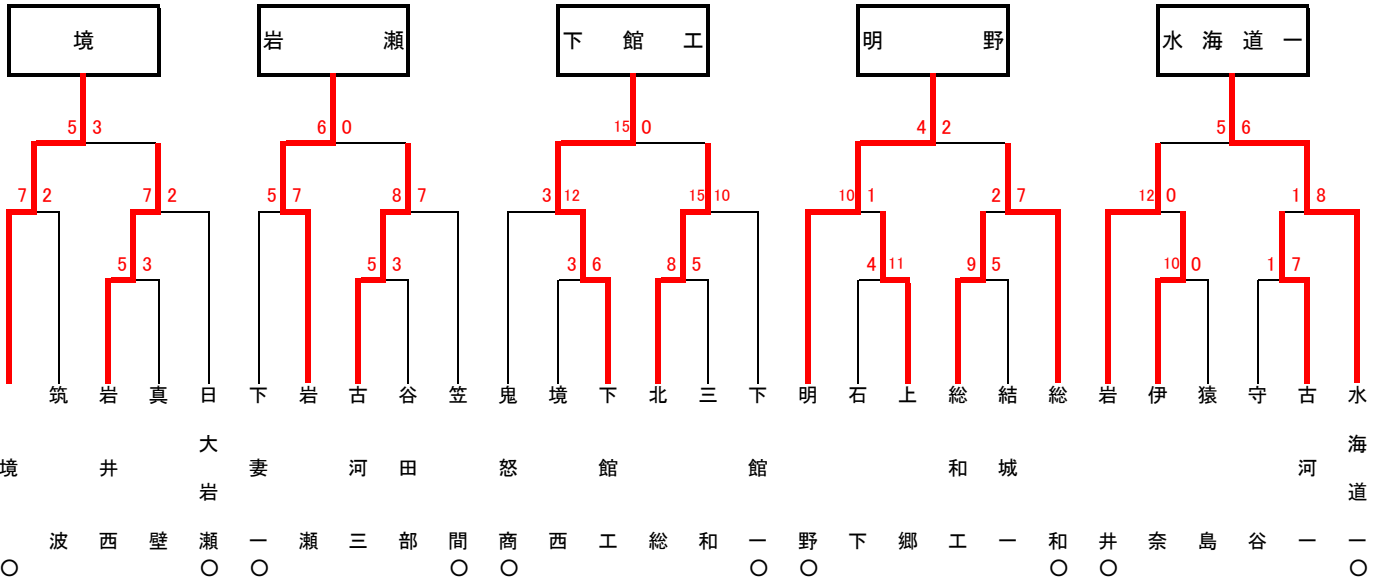 境 岩瀬 下館工 明野 水海道一
5 3 6 0 15 0 4 2 5 6
7 2 7 2 5 7 8 7 3 12 15 10 10 1 2 7 12 0 1 8
5 3 5 3 3 6 8 5 4 11 9 5 10 0 1 7
境
筑波
岩井西
真壁
日大岩瀬
下妻一
岩瀬
古河三
谷田部
笠間
鬼怒商
境西
下館工
北総
三和
下館一
明野
石下
上郷
総和工
結城一
総和
岩井
伊奈
猿島
守谷
古河一
水海道一
○ ○ ○ ○ ○ ○ ○ ○ ○ ○